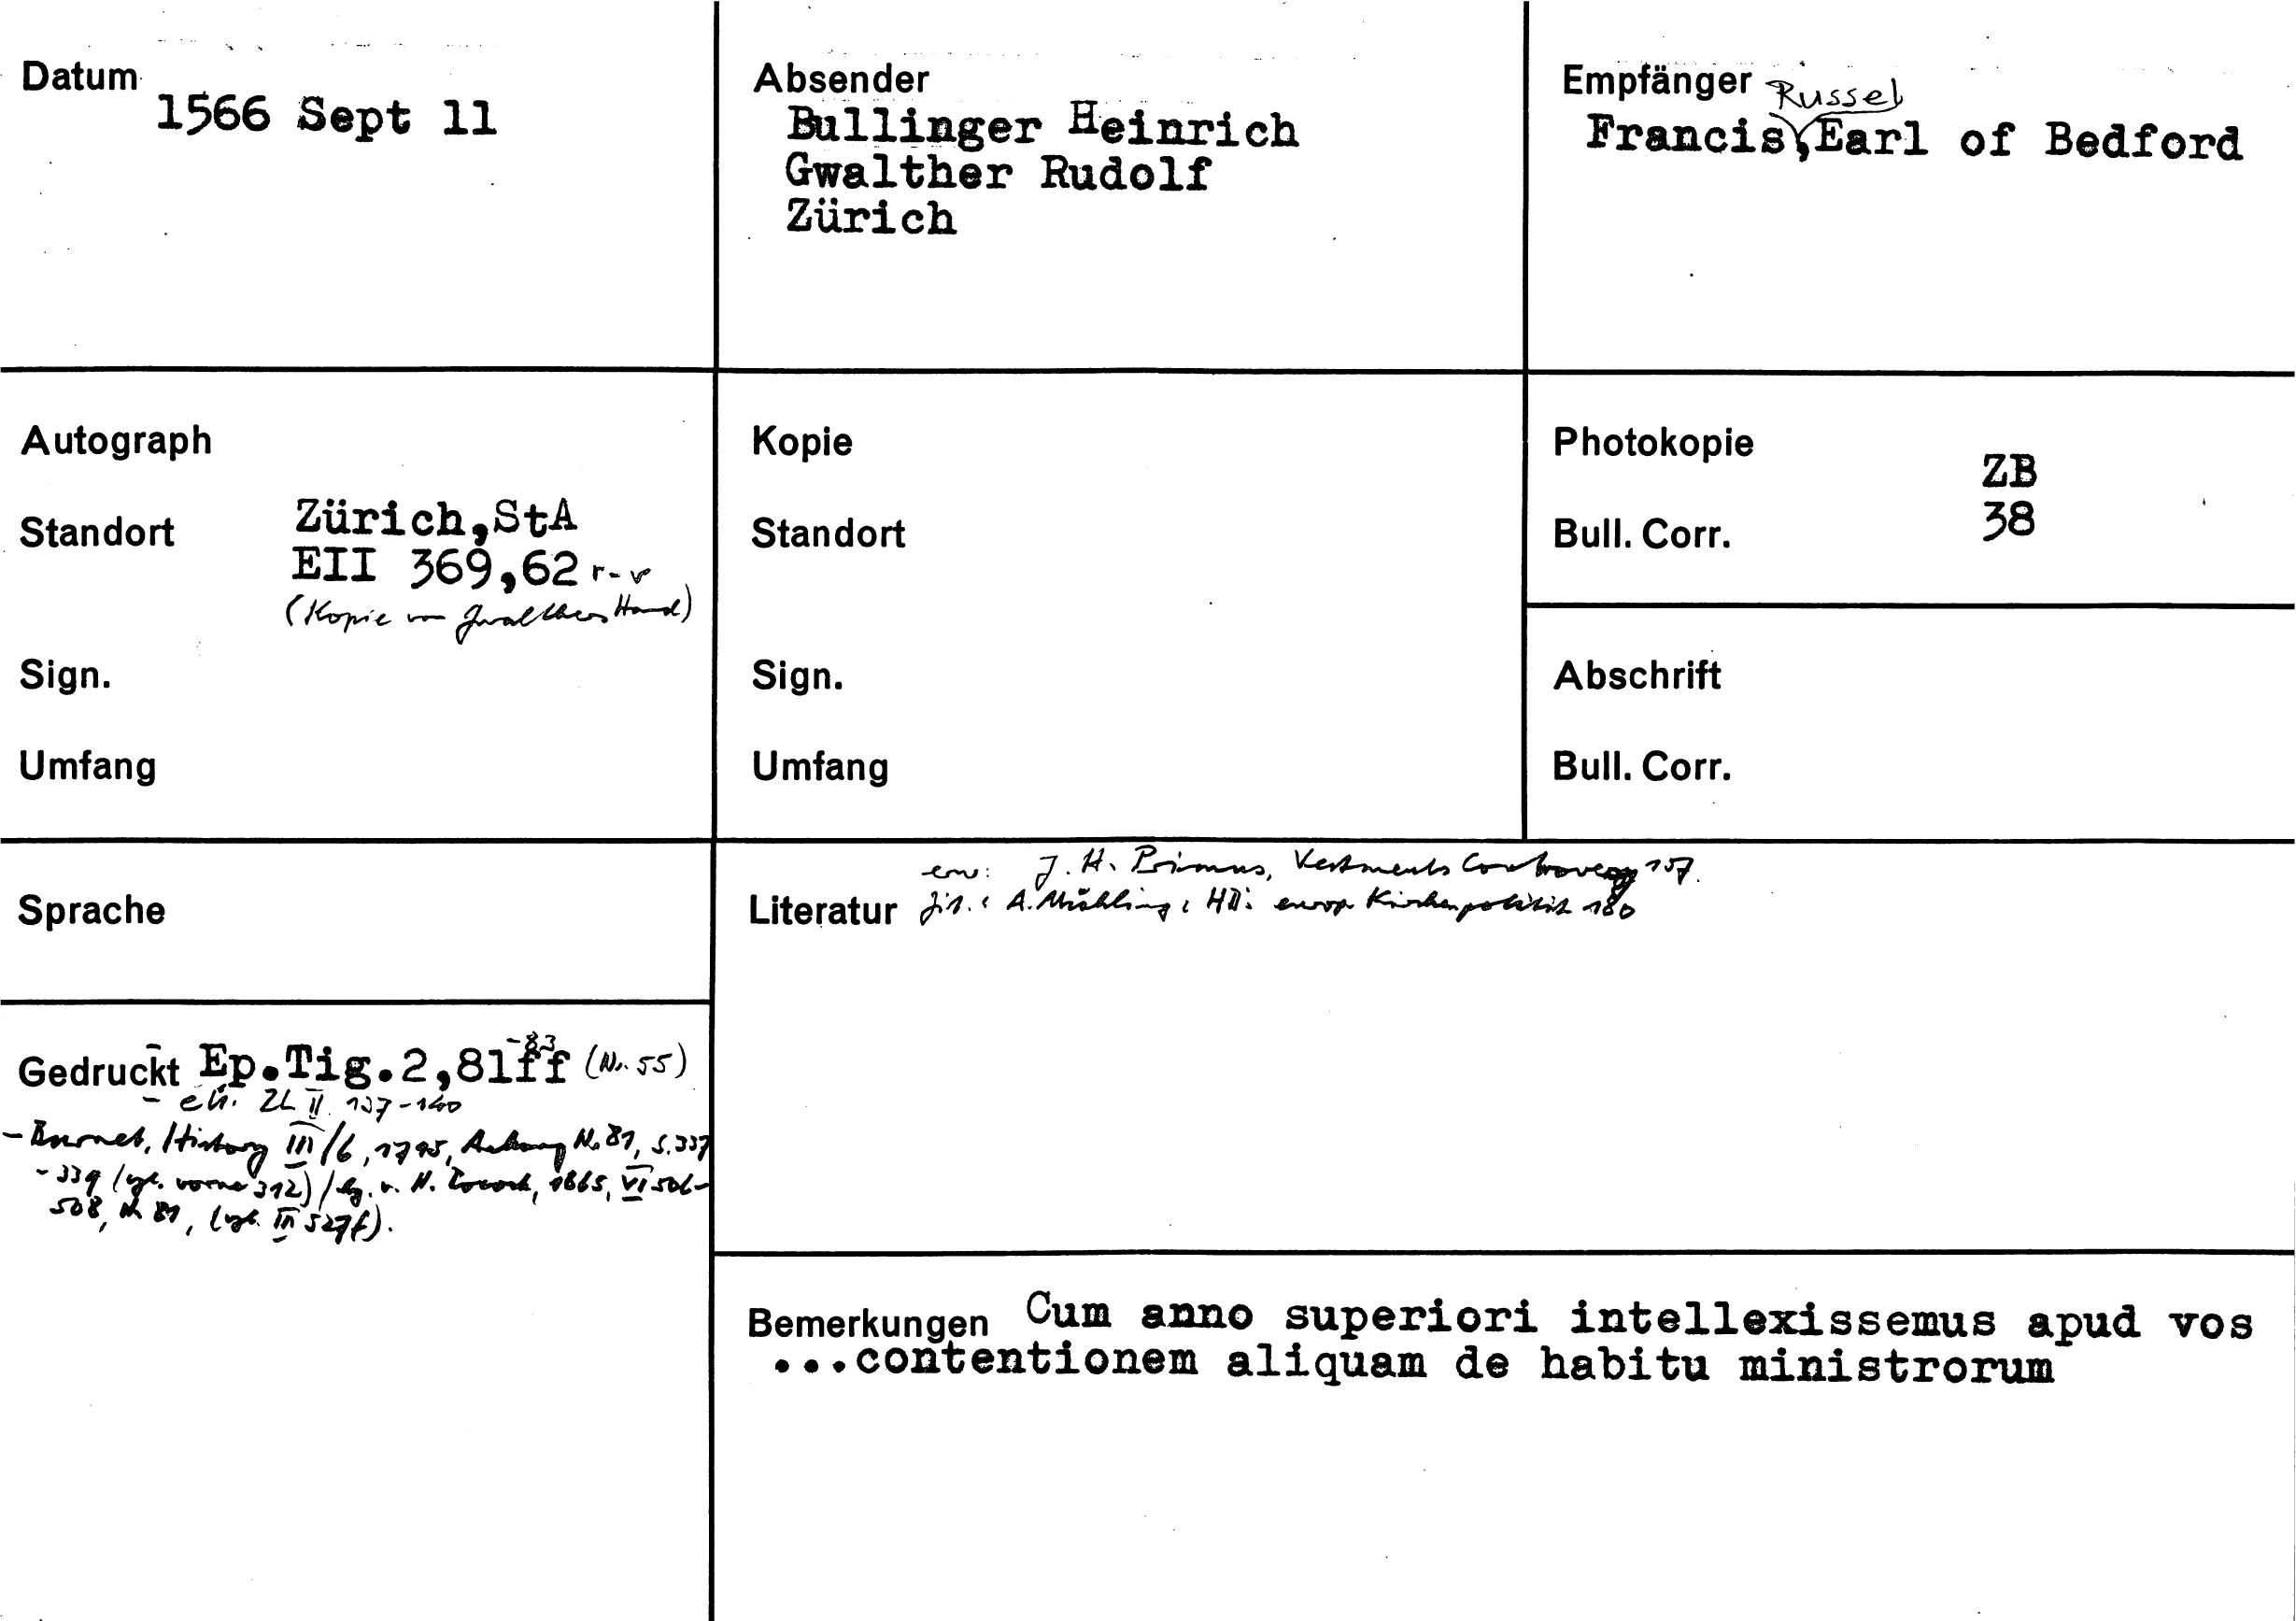 Datum
1566 Sept 11
Absender
Bullinger Heinrich
Gwalther Rudolf
Zürich
Empfänger
Russel
Francis, Earl of Bedford
Autograph
Standort Zürich,StA
EII 369,62 r-v
(Kopie von Gwalthers Hand)
Sign.
Umfang
Kopie
Standort
Sign.
Umfang
Photokopie ZB
Bull. Corr. 38
Abschrift
Bull. Corr.
Sprache
Literatur
erw: J. H. Primus, Vestments Controversy 137.
zit.: A. Mühling, HB: europ. Kirchenpolitik 180
-83
Gedruckt - Ep.Tig.2,81ff (Nr. 55)
- ZL II 137-140
- Burnet, History III/6, 1795, Anhang Nr. 81, S. 337
-339 (vgl. vorne 312) / hg. v. N. Pocock, 1865, VI 506-
508, Nr. 81, (vgl. III 527f).
Bemerkungen Cum anno superiori intellexissemus apud vos
...contentionem aliquam de habitu ministrorum